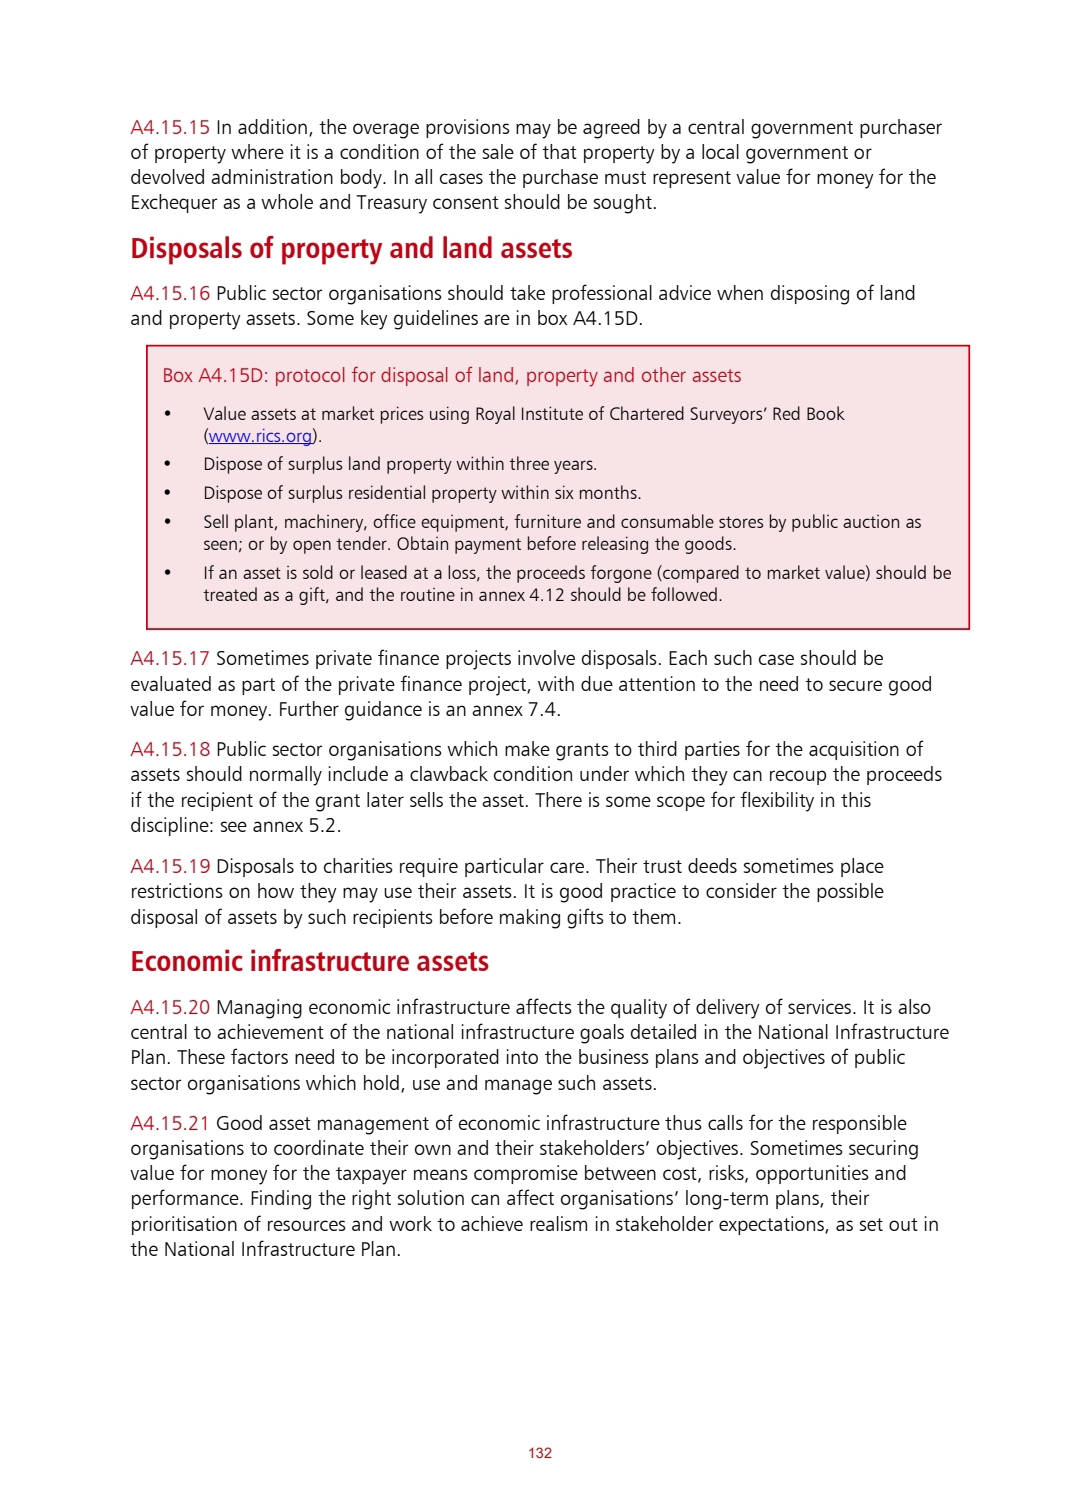 A4.15.15 In addition, the overage provisions may be agreed by a central government purchaser
of property where it is a condition of the sale of that property by a local government or
devolved administration body. In all cases the purchase must represent value for money for the
Exchequer as a whole and Treasury consent should be sought.
Disposals of property and land assets
A4.15.16 Public sector organisations should take professional advice when disposing of land
and property assets. Some key guidelines are in box A4.15D.
Box A4.15D: protocol for disposal of land, property and other assets
• Value assets at market prices using Royal Institute of Chartered Surveyors’ Red Book
(www.rics.org).
• Dispose of surplus land property within three years.
• Dispose of surplus residential property within six months.
• Sell plant, machinery, office equipment, furniture and consumable stores by public auction as
seen; or by open tender. Obtain payment before releasing the goods.
• If an asset is sold or leased at a loss, the proceeds forgone (compared to market value) should be
treated as a gift, and the routine in annex 4.12 should be followed.
A4.15.17 Sometimes private finance projects involve disposals. Each such case should be
evaluated as part of the private finance project, with due attention to the need to secure good
value for money. Further guidance is an annex 7.4.
A4.15.18 Public sector organisations which make grants to third parties for the acquisition of
assets should normally include a clawback condition under which they can recoup the proceeds
if the recipient of the grant later sells the asset. There is some scope for flexibility in this
discipline: see annex 5.2.
A4.15.19 Disposals to charities require particular care. Their trust deeds sometimes place
restrictions on how they may use their assets. It is good practice to consider the possible
disposal of assets by such recipients before making gifts to them.
Economic infrastructure assets
A4.15.20 Managing economic infrastructure affects the quality of delivery of services. It is also
central to achievement of the national infrastructure goals detailed in the National Infrastructure
Plan. These factors need to be incorporated into the business plans and objectives of public
sector organisations which hold, use and manage such assets.
A4.15.21 Good asset management of economic infrastructure thus calls for the responsible
organisations to coordinate their own and their stakeholders’ objectives. Sometimes securing
value for money for the taxpayer means compromise between cost, risks, opportunities and
performance. Finding the right solution can affect organisations’ long-term plans, their
prioritisation of resources and work to achieve realism in stakeholder expectations, as set out in
the National Infrastructure Plan.
132